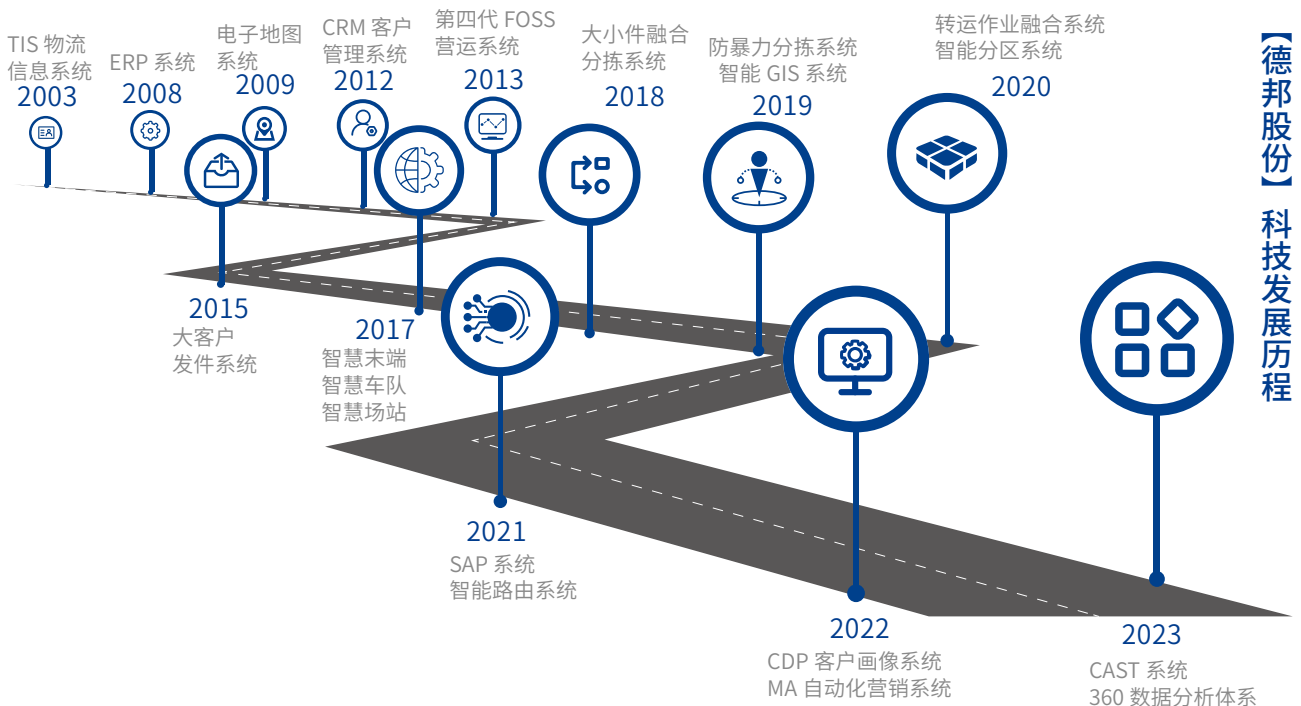 TIS 物流
信息系统
2003
ERP 系统
2008
电子地图
系统
2009
CRM 客户
管理系统
2012
第四代 FOSS
营运系统
2013
2015
大客户
发件系统
2017
智慧末端
智慧车队
智慧场站
大小件融合
分拣系统
2018
防暴力分拣系统
智能 GIS 系统
2019
转运作业融合系统
智能分区系统
2020
2021
SAP 系统
智能路由系统
2022
CDP 客户画像系统
MA 自动化营销系统
2023
CAST 系统
360 数据分析体系
【德邦股份】科技发展历程